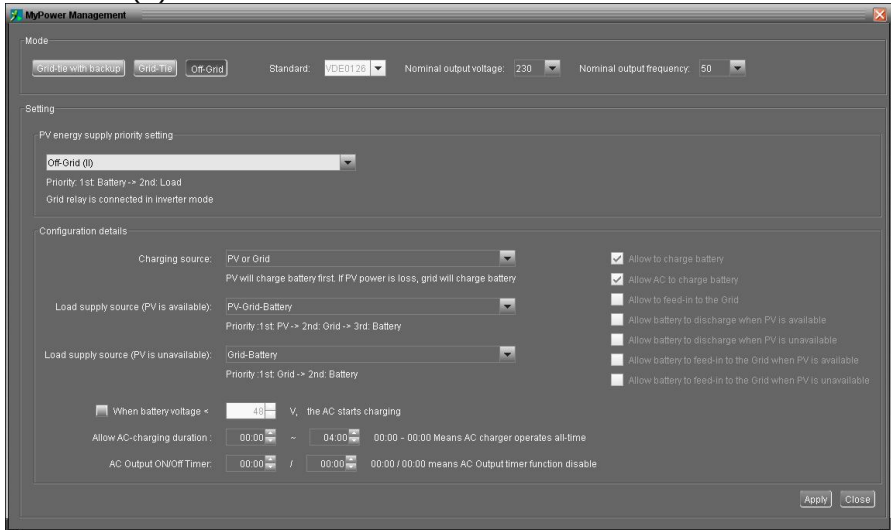 MyPower Management
Mode
Grid-tie with backup Grid-Tie Off-Grid Standard: VDE0126 Nominal output voltage: 230 Nominal output frequency: 50
Setting
PV energy supply priority setting
Off-Grid (II)
Priority: 1st: Battery -> 2nd: Load
Grid relay is connected in inverter mode
Configuration details
Charging source: PV or Grid
PV will charge battery first. If PV power is loss, grid will charge battery
Load supply source (PV is available): PV-Grid-Battery
Priority :1st: PV -> 2nd: Grid -> 3rd: Battery
Load supply source (PV is unavailable): Grid-Battery
Priority :1st: Grid -> 2nd: Battery
Allow to charge battery
Allow AC to charge battery
Allow to feed-in to the Grid
Allow battery to discharge when PV is available
Allow battery to discharge when PV is unavailable
Allow battery to feed-in to the Grid when PV is available
Allow battery to feed-in to the Grid when PV is unavailable
When battery voltage < 48 V, the AC starts charging
Allow AC-charging duration : 00:00 ~ 04:00 00:00 - 00:00 Means AC charger operates all-time
AC Output ON/Off Timer: 00:00 / 00:00 00:00 / 00:00 means AC Output timer function disable
Apply Close